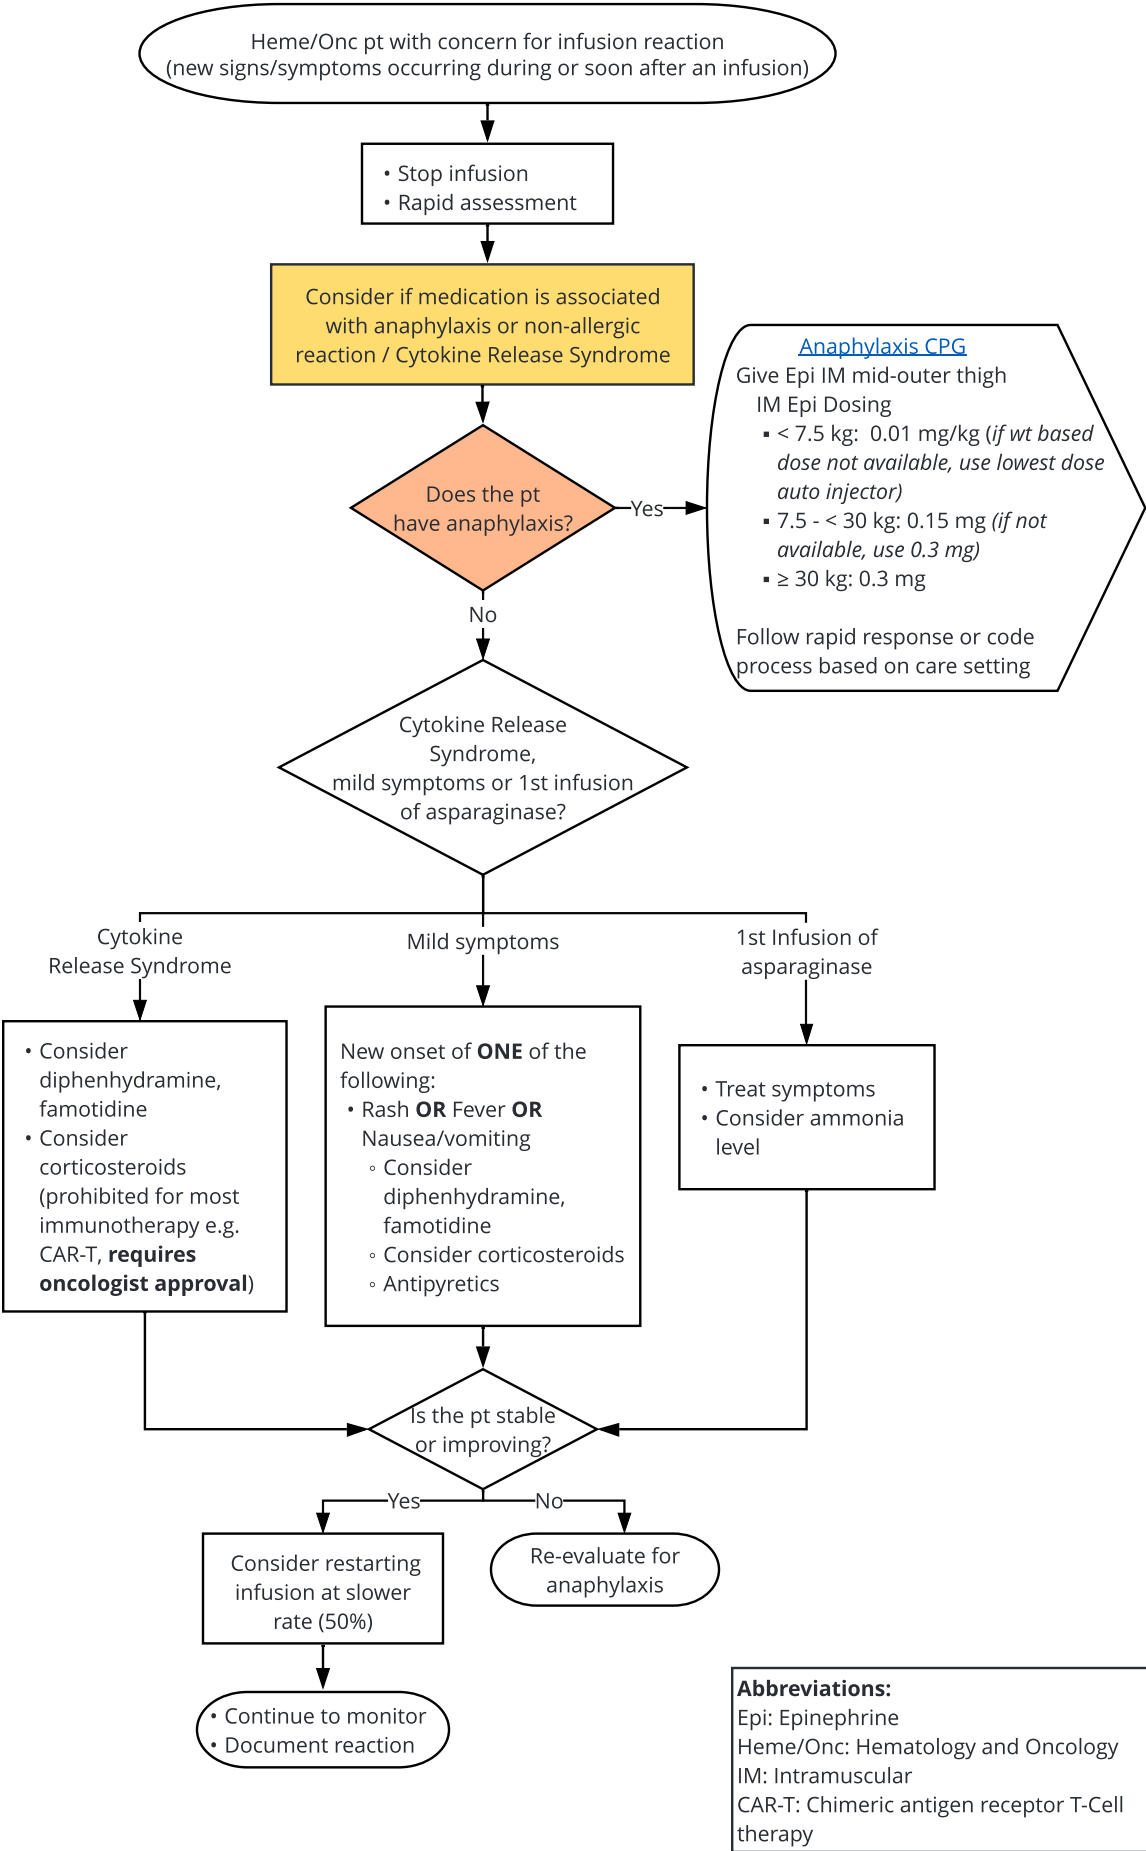 Heme/Onc pt with concern for infusion reaction
(new signs/symptoms occurring during or soon after an infusion)
• Stop infusion
• Rapid assessment
Consider if medication is associated
with anaphylaxis or non-allergic
reaction / Cytokine Release Syndrome
Does the pt
have anaphylaxis?
Yes
Anaphylaxis CPG
Give Epi IM mid-outer thigh
IM Epi Dosing
▪ < 7.5 kg:  0.01 mg/kg (if wt based
dose not available, use lowest dose
auto injector)
▪ 7.5 - < 30 kg: 0.15 mg (if not
available, use 0.3 mg)
▪ ≥ 30 kg: 0.3 mg
Follow rapid response or code
process based on care setting
No
Cytokine Release
Syndrome,
mild symptoms or 1st infusion
of asparaginase?
Cytokine
Release Syndrome
• Consider
diphenhydramine,
famotidine
• Consider
corticosteroids
(prohibited for most
immunotherapy e.g.
CAR-T, requires
oncologist approval)
Mild symptoms
New onset of ONE of the
following:
• Rash OR Fever OR
Nausea/vomiting
◦ Consider
diphenhydramine,
famotidine
◦ Consider corticosteroids
◦ Antipyretics
1st Infusion of
asparaginase
• Treat symptoms
• Consider ammonia
level
Is the pt stable
or improving?
Yes
No
Consider restarting
infusion at slower
rate (50%)
Re-evaluate for
anaphylaxis
• Continue to monitor
• Document reaction
Abbreviations:
Epi: Epinephrine
Heme/Onc: Hematology and Oncology
IM: Intramuscular
CAR-T: Chimeric antigen receptor T-Cell
therapy